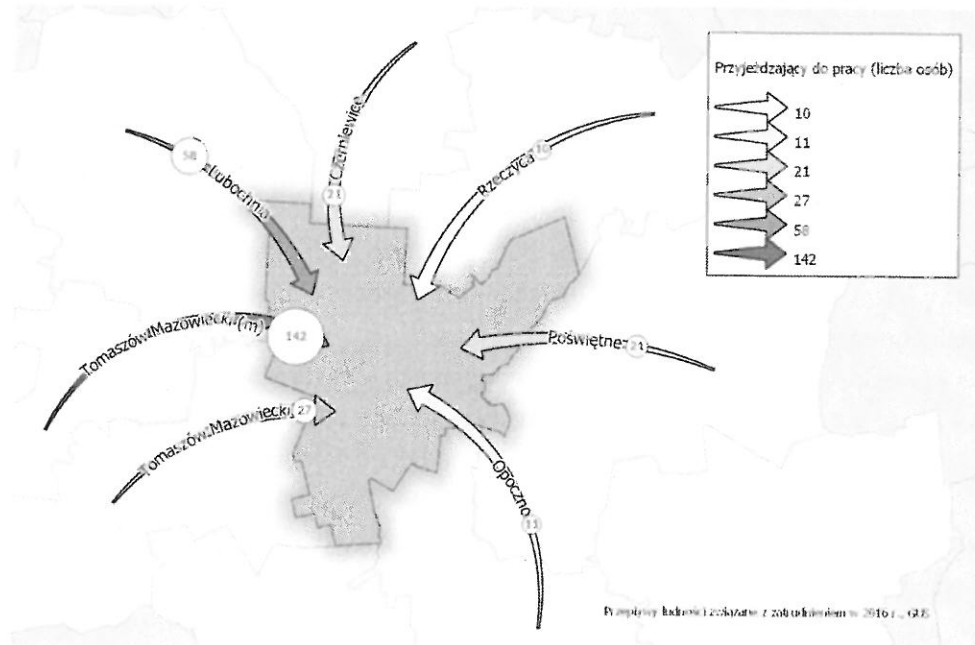 Przyjeżdzający do pracy (liczba osób)
10
11
21
27
58
142
58
Lubochnia
21
Czerniewice
Rzeczyca
10
Tomaszów Mazowiecki (m)
142
Poświętne
21
Tomaszów Mazowiecki
27
Opoczno
11
Przepływy ludności związane z zatrudnieniem w 2016 r., GUS